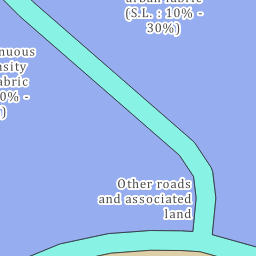 urban fabric
(S.L. : 10% -
30%)
nuous
nsity
abric
0% -
)
Other roads
and associated
land